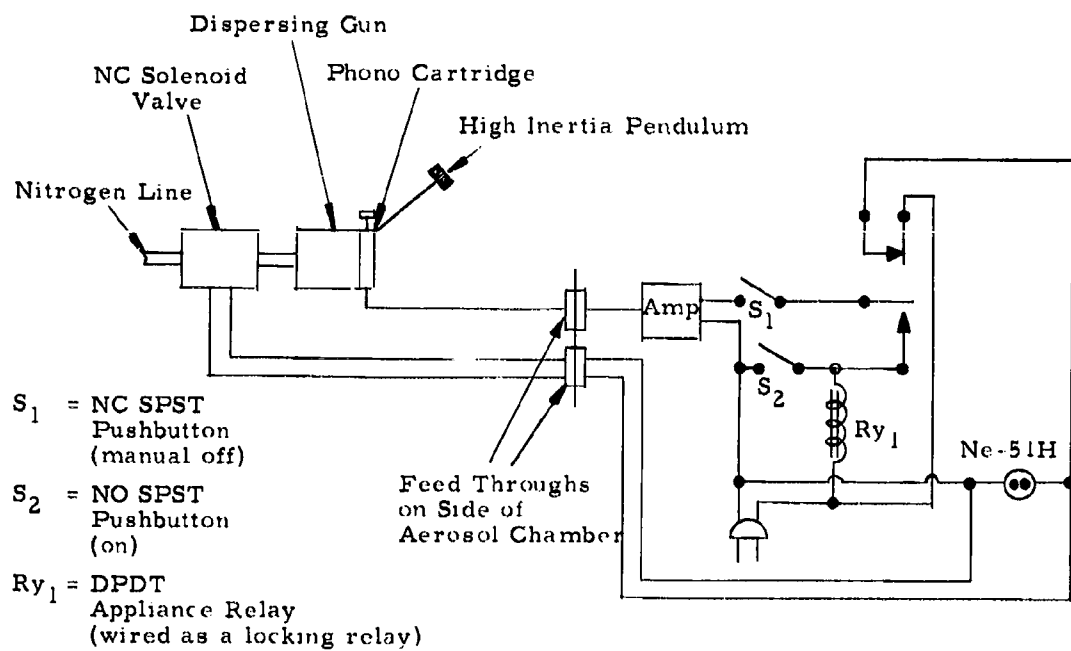 Dispersing Gun
NC Solenoid
Valve
Phono Cartridge
High Inertia Pendulum
Nitrogen Line
Amp
S1
S2
Ry1
Ne-51H
S1 = NC SPST
Pushbutton
(manual off)
S2 = NO SPST
Pushbutton
(on)
Ry1 = DPDT
Appliance Relay
(wired as a locking relay)
Feed Throughs
on Side of
Aerosol Chamber